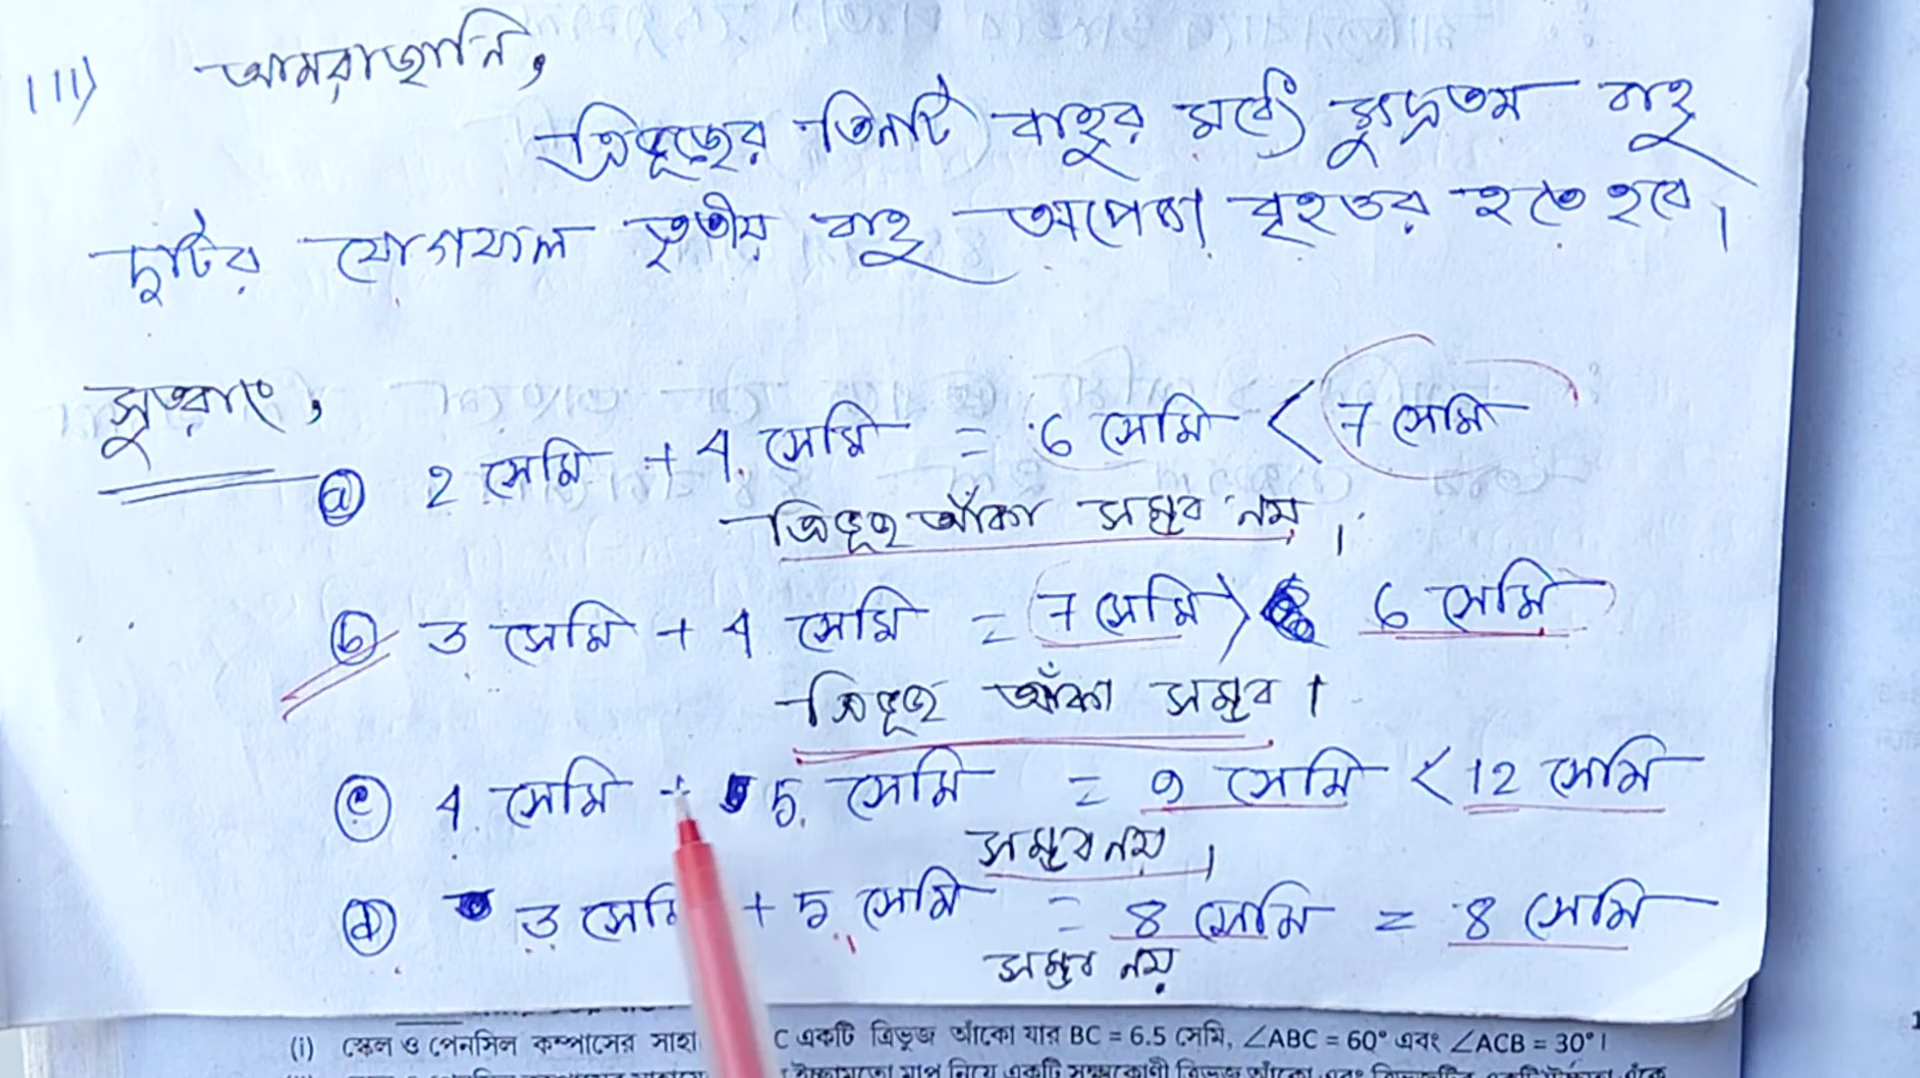 iii) আমরা জানি,
ত্রিভূজের তিনটি বাহুর মধ্যে ক্ষুদ্রতম বাহু
দুটির যোগফল তৃতীয় বাহু অপেক্ষা বৃহত্তর হতে হবে।
সুতরাং,
ⓐ 2 সেমি + 4 সেমি = 6 সেমি < 7 সেমি
ত্রিভূজ আঁকা সম্ভব নয়।
ⓑ 3 সেমি + 4 সেমি = 7 সেমি > 6 সেমি
ত্রিভূজ আঁকা সম্ভব।
ⓒ 4 সেমি + 5 সেমি = 9 সেমি < 12 সেমি
সম্ভব নয়।
ⓓ 3 সেমি + 5 সেমি = 8 সেমি = 8 সেমি
সম্ভব নয়
(i) স্কেল ও পেনসিল কম্পাসের সাহা C একটি ত্রিভুজ আঁকো যার BC = 6.5 সেমি, ∠ABC = 60° এবং ∠ACB = 30°।